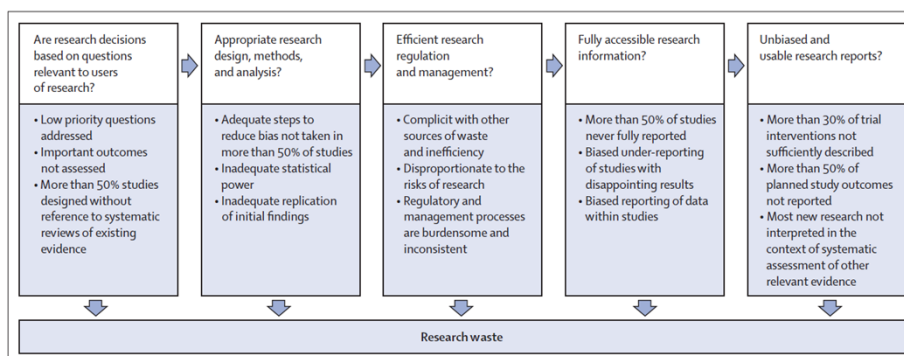 Are research decisions
based on questions
relevant to users
of research?
• Low priority questions
addressed
• Important outcomes
not assessed
• More than 50% studies
designed without
reference to systematic
reviews of existing
evidence
Appropriate research
design, methods,
and analysis?
• Adequate steps to
reduce bias not taken in
more than 50% of studies
• Inadequate statistical
power
• Inadequate replication
of initial findings
Efficient research
regulation
and management?
• Complicit with other
sources of waste
and inefficiency
• Disproportionate to the
risks of research
• Regulatory and
management processes
are burdensome and
inconsistent
Fully accessible research
information?
• More than 50% of studies
never fully reported
• Biased under-reporting
of studies with
disappointing results
• Biased reporting of data
within studies
Unbiased and
usable research reports?
• More than 30% of trial
interventions not
sufficiently described
• More than 50% of
planned study outcomes
not reported
• Most new research not
interpreted in the
context of systematic
assessment of other
relevant evidence
Research waste